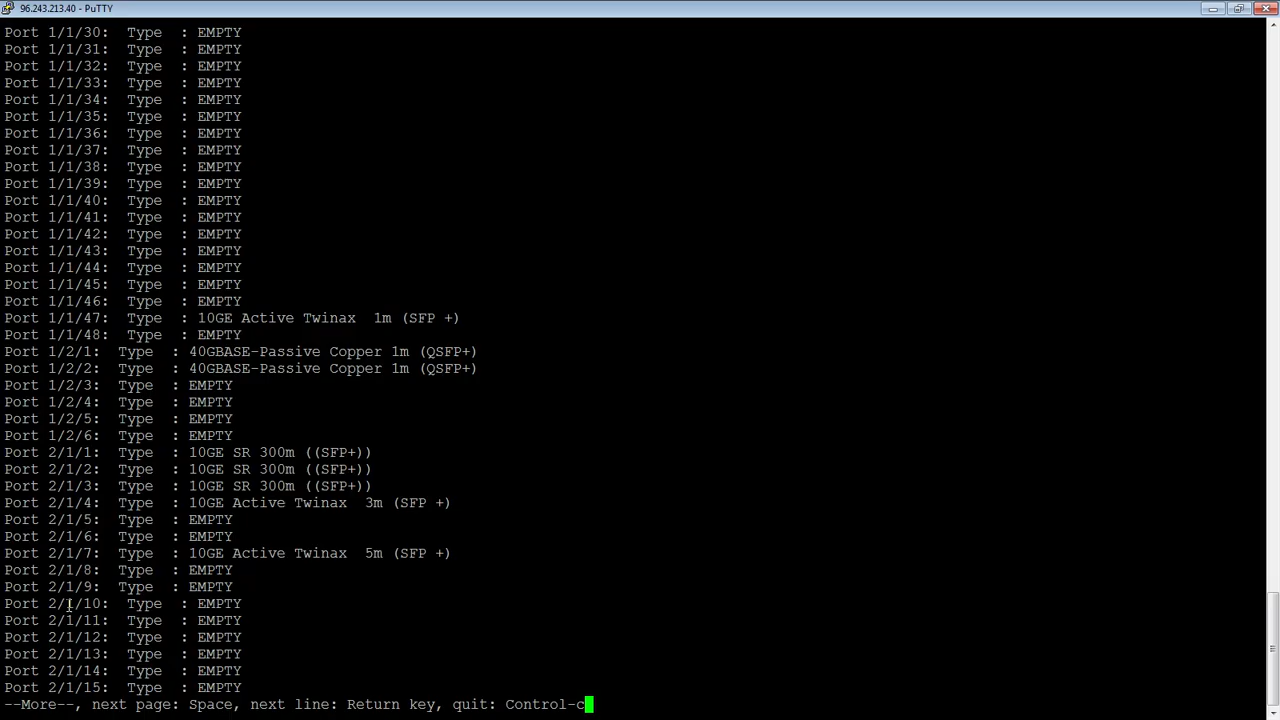 96.243.213.40 - PuTTY
Port 1/1/30:  Type  : EMPTY
Port 1/1/31:  Type  : EMPTY
Port 1/1/32:  Type  : EMPTY
Port 1/1/33:  Type  : EMPTY
Port 1/1/34:  Type  : EMPTY
Port 1/1/35:  Type  : EMPTY
Port 1/1/36:  Type  : EMPTY
Port 1/1/37:  Type  : EMPTY
Port 1/1/38:  Type  : EMPTY
Port 1/1/39:  Type  : EMPTY
Port 1/1/40:  Type  : EMPTY
Port 1/1/41:  Type  : EMPTY
Port 1/1/42:  Type  : EMPTY
Port 1/1/43:  Type  : EMPTY
Port 1/1/44:  Type  : EMPTY
Port 1/1/45:  Type  : EMPTY
Port 1/1/46:  Type  : EMPTY
Port 1/1/47:  Type  : 10GE Active Twinax  1m (SFP +)
Port 1/1/48:  Type  : EMPTY
Port 1/2/1:  Type  : 40GBASE-Passive Copper 1m (QSFP+)
Port 1/2/2:  Type  : 40GBASE-Passive Copper 1m (QSFP+)
Port 1/2/3:  Type  : EMPTY
Port 1/2/4:  Type  : EMPTY
Port 1/2/5:  Type  : EMPTY
Port 1/2/6:  Type  : EMPTY
Port 2/1/1:  Type  : 10GE SR 300m ((SFP+))
Port 2/1/2:  Type  : 10GE SR 300m ((SFP+))
Port 2/1/3:  Type  : 10GE SR 300m ((SFP+))
Port 2/1/4:  Type  : 10GE Active Twinax  3m (SFP +)
Port 2/1/5:  Type  : EMPTY
Port 2/1/6:  Type  : EMPTY
Port 2/1/7:  Type  : 10GE Active Twinax  5m (SFP +)
Port 2/1/8:  Type  : EMPTY
Port 2/1/9:  Type  : EMPTY
Port 2/1/10:  Type  : EMPTY
Port 2/1/11:  Type  : EMPTY
Port 2/1/12:  Type  : EMPTY
Port 2/1/13:  Type  : EMPTY
Port 2/1/14:  Type  : EMPTY
Port 2/1/15:  Type  : EMPTY
--More--, next page: Space, next line: Return key, quit: Control-c